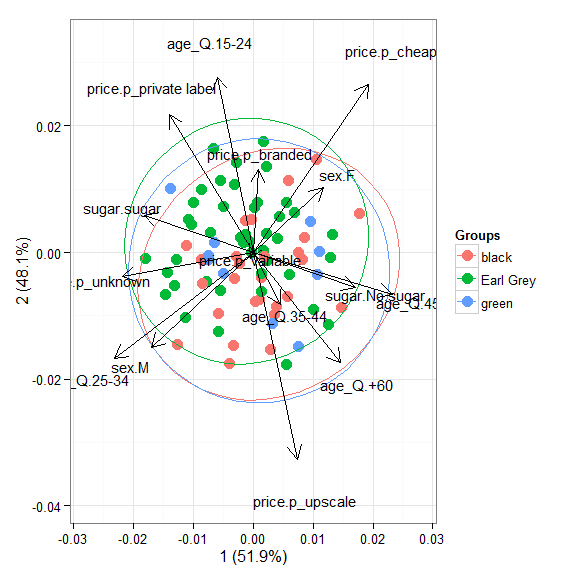 age_Q.15-24
price.p_cheap
price.p_private label
price.p_branded
sex.F
sugar.sugar
price.p_variable
.p_unknown
sugar.No.sugar
age_Q.45
age_Q.35-44
sex.M
_Q.25-34
age_Q.+60
price.p_upscale
0.02
0.00
-0.02
-0.04
-0.03
-0.02
-0.01
0.00
0.01
0.02
0.03
1 (51.9%)
2 (48.1%)
Groups
black
Earl Grey
green